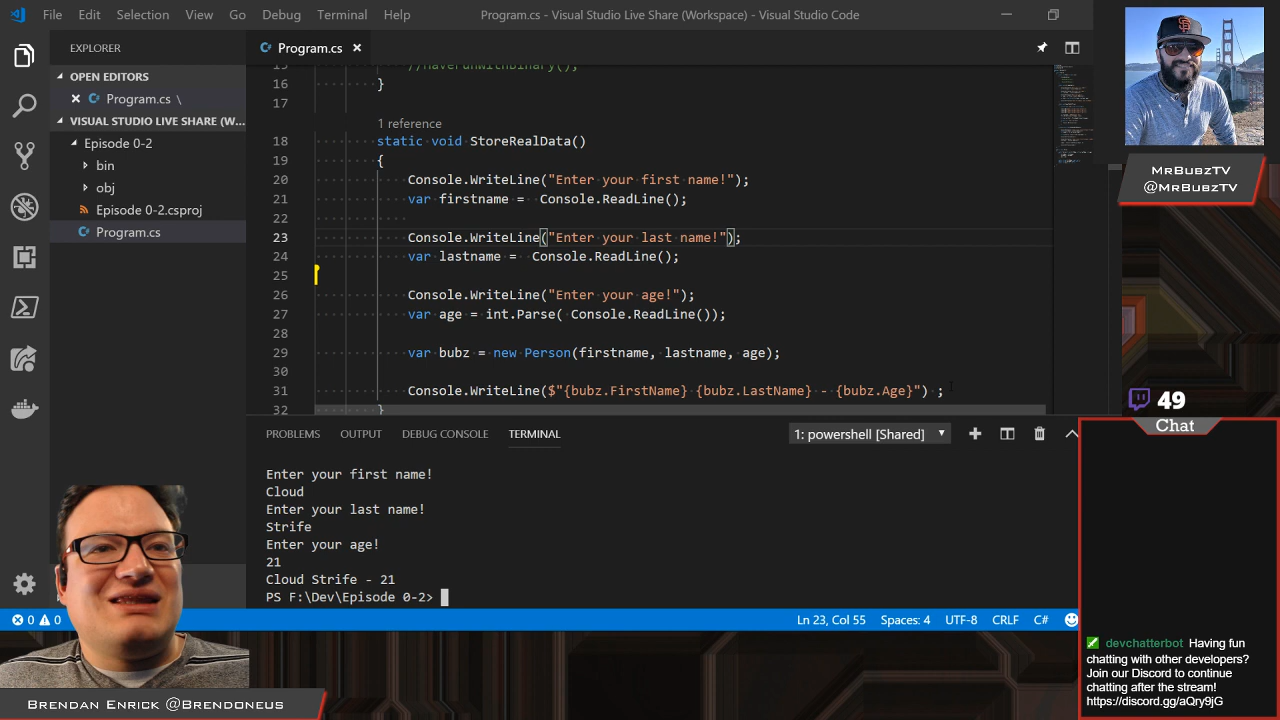 File Edit Selection View Go Debug Terminal Help
Program.cs - Visual Studio Live Share (Workspace) - Visual Studio Code
EXPLORER
OPEN EDITORS
Program.cs \
VISUAL STUDIO LIVE SHARE (W...
Episode 0-2
bin
obj
Episode 0-2.csproj
Program.cs
Program.cs
15 //HaveFunWithBinary();
16 }
17
1 reference
18 static void StoreRealData()
19 {
20 Console.WriteLine("Enter your first name!");
21 var firstname = Console.ReadLine();
22
23 Console.WriteLine("Enter your last name!");
24 var lastname = Console.ReadLine();
25
26 Console.WriteLine("Enter your age!");
27 var age = int.Parse( Console.ReadLine());
28
29 var bubz = new Person(firstname, lastname, age);
30
31 Console.WriteLine($"{bubz.FirstName} {bubz.LastName} - {bubz.Age}") ;
32 }
PROBLEMS OUTPUT DEBUG CONSOLE TERMINAL
1: powershell [Shared]
Enter your first name!
Cloud
Enter your last name!
Strife
Enter your age!
21
Cloud Strife - 21
PS F:\Dev\Episode 0-2>
0 0
Ln 23, Col 55 Spaces: 4 UTF-8 CRLF C#
MrBubzTV
@MrBubzTV
49
Chat
devchatterbot Having fun
chatting with other developers?
Join our Discord to continue
chatting after the stream!
https://discord.gg/aQry9jG
Brendan Enrick @Brendoneus